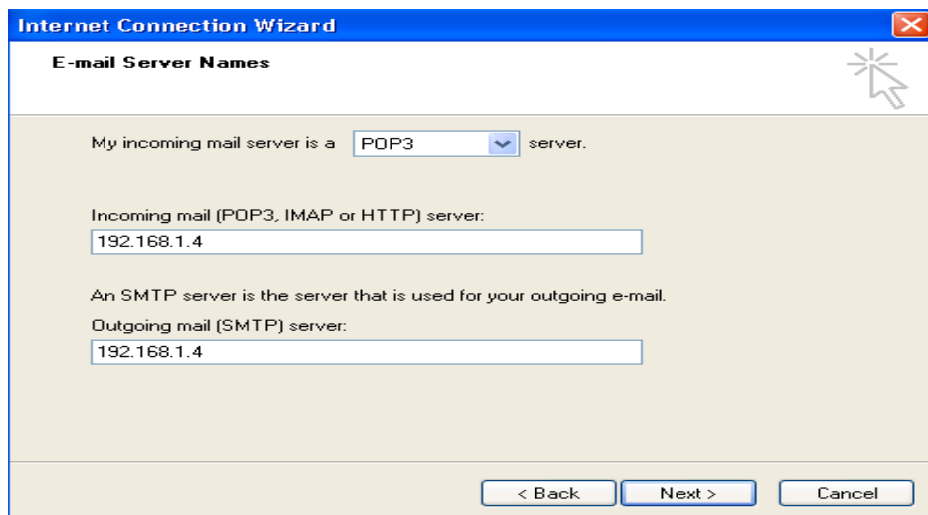 Internet Connection Wizard
E-mail Server Names
My incoming mail server is a POP3 server.
Incoming mail (POP3, IMAP or HTTP) server:
192.168.1.4
An SMTP server is the server that is used for your outgoing e-mail.
Outgoing mail (SMTP) server:
192.168.1.4
< Back Next > Cancel